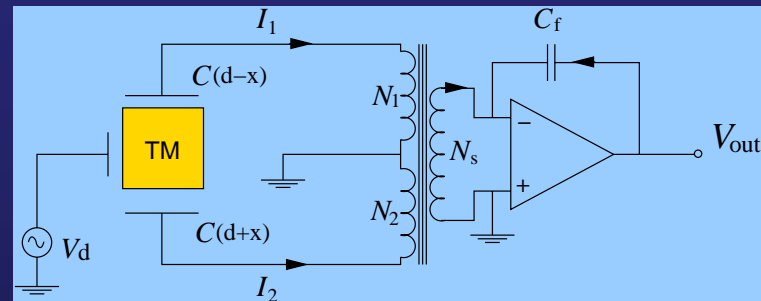 I1
Cf
C(d−x)
N1
−
TM
Ns
Vout
+
N2
C(d+x)
Vd
I2